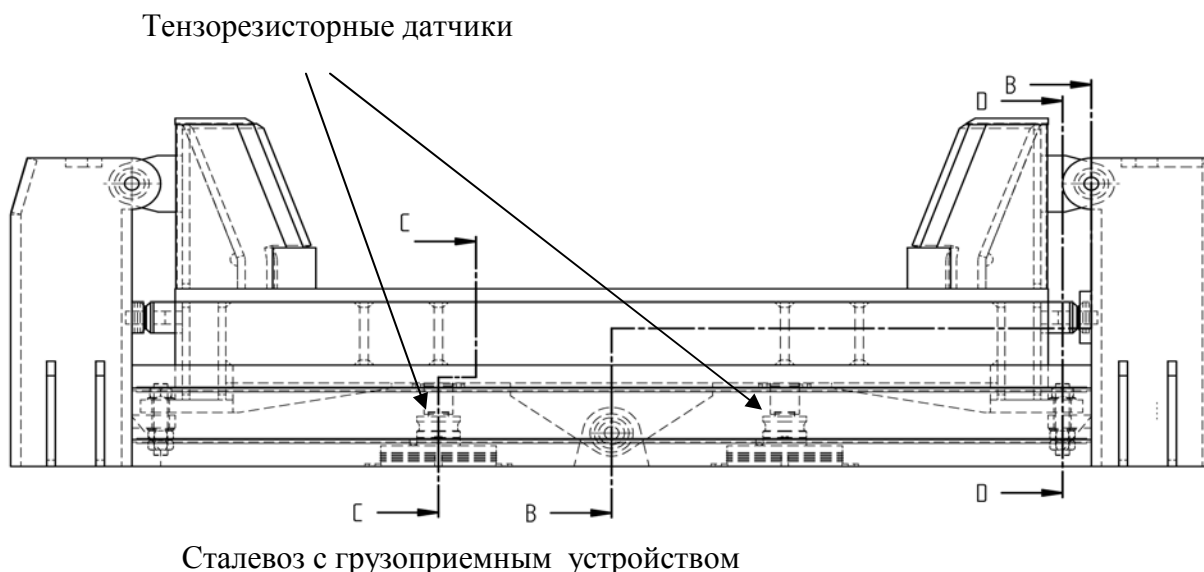 Тензорезисторные датчики
B
D
C
D
C
B
Сталевоз с грузоприемным устройством